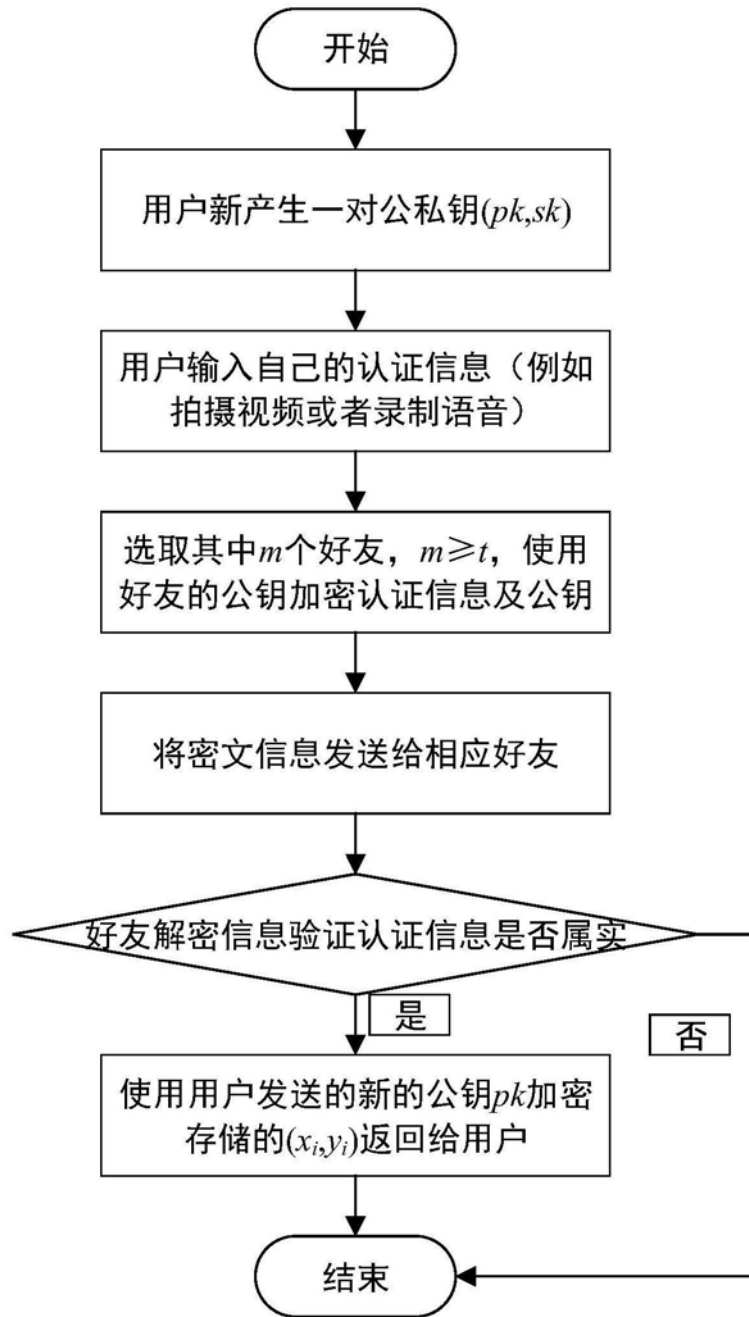 开始
用户新产生一对公私钥(pk,sk)
用户输入自己的认证信息（例如
拍摄视频或者录制语音）
选取其中m个好友，m≥t，使用
好友的公钥加密认证信息及公钥
将密文信息发送给相应好友
好友解密信息验证认证信息是否属实
是
否
使用用户发送的新的公钥pk加密
存储的(xi,yi)返回给用户
结束